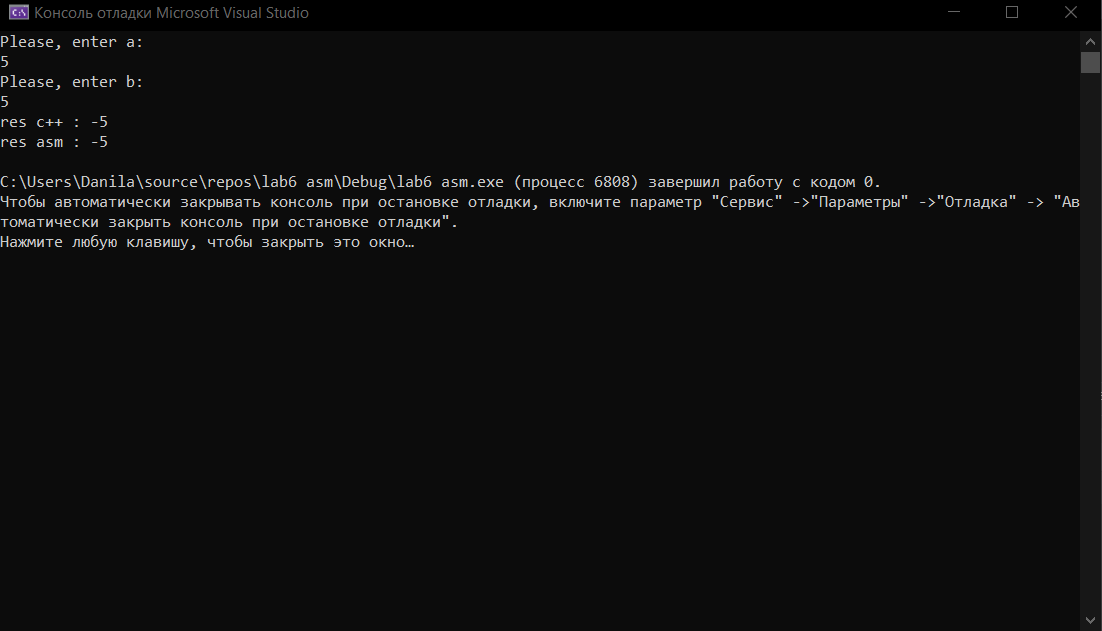 Консоль отладки Microsoft Visual Studio
Please, enter a:
5
Please, enter b:
5
res c++ : -5
res asm : -5
C:\Users\Danila\source\repos\lab6 asm\Debug\lab6 asm.exe (процесс 6808) завершил работу с кодом 0.
Чтобы автоматически закрывать консоль при остановке отладки, включите параметр "Сервис" ->"Параметры" ->"Отладка" -> "Ав
томатически закрыть консоль при остановке отладки".
Нажмите любую клавишу, чтобы закрыть это окно…